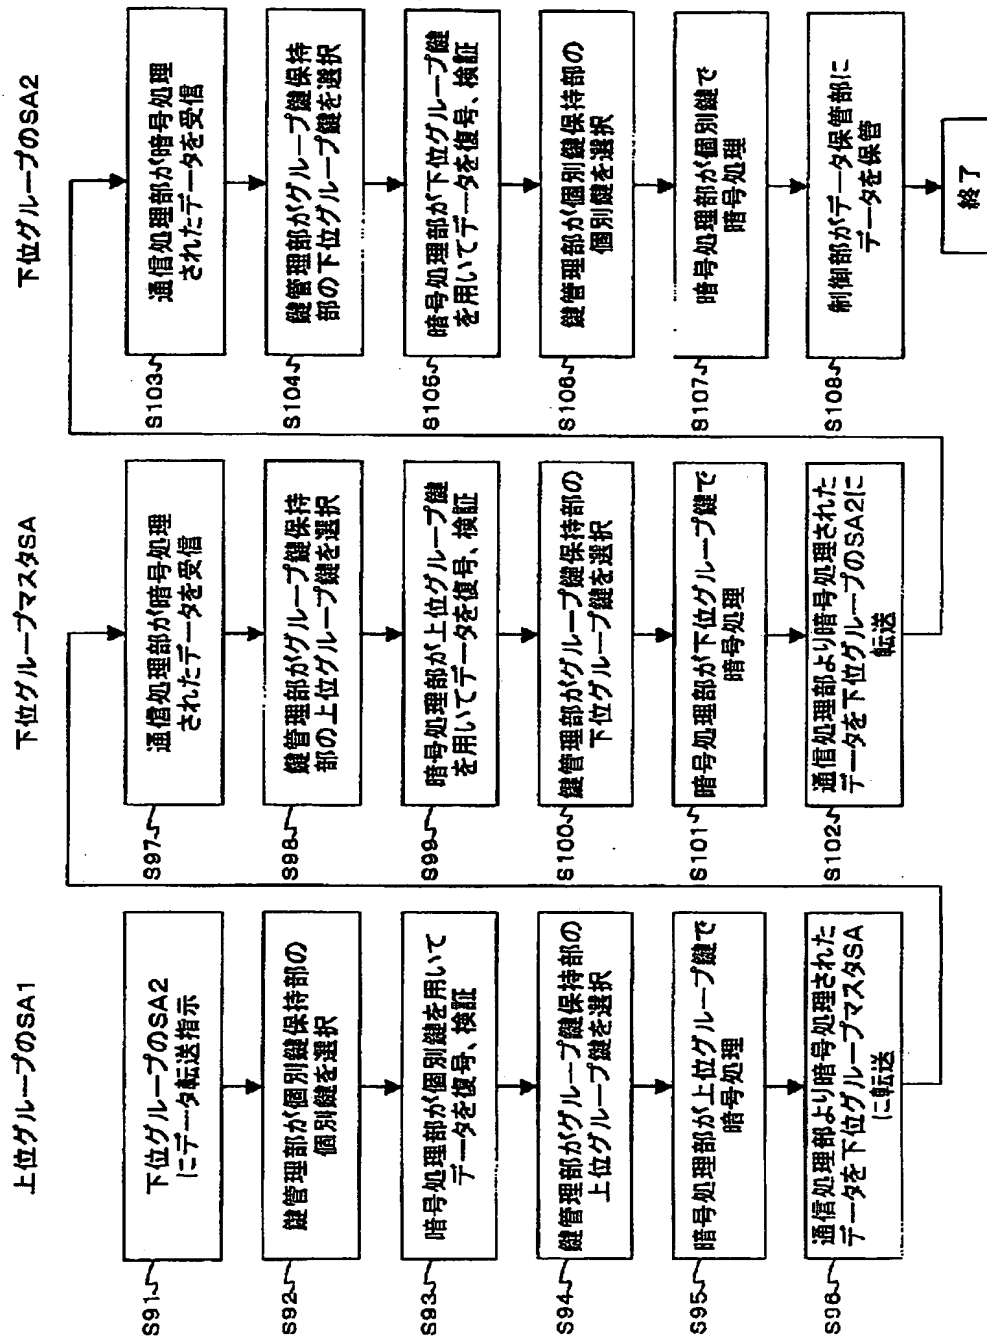 上位グループのSA1
S91
下位グループのSA2
にデータ転送指示
S92
鍵管理部が個別鍵保持部の
個別鍵を選択
S93
暗号処理部が個別鍵を用いて
データを復号、検証
S94
鍵管理部がグループ鍵保持部の
上位グループ鍵を選択
S95
暗号処理部が上位グループ鍵で
暗号処理
S96
通信処理部より暗号処理された
データを下位グループマスタSA
に転送
下位グループマスタSA
S97
通信処理部が暗号処理
されたデータを受信
S98
鍵管理部がグループ鍵保持
部の上位グループ鍵を選択
S99
暗号処理部が上位グループ鍵
を用いてデータを復号、検証
S100
鍵管理部がグループ鍵保持部の
下位グループ鍵を選択
S101
暗号処理部が下位グループ鍵で
暗号処理
S102
通信処理部より暗号処理された
データを下位グループのSA2に
転送
下位グループのSA2
S103
通信処理部が暗号処理
されたデータを受信
S104
鍵管理部がグループ鍵保持
部の下位グループ鍵を選択
S105
暗号処理部が下位グループ鍵
を用いてデータを復号、検証
S106
鍵管理部が個別鍵保持部の
個別鍵を選択
S107
暗号処理部が個別鍵で
暗号処理
S108
制御部がデータ保管部に
データを保管
終了